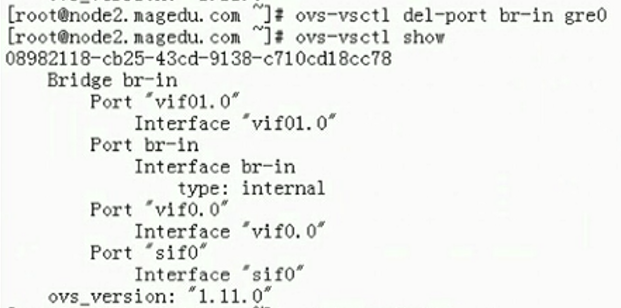 [root@node2.magedu.com ~]# ovs-vsctl del-port br-in gre0
[root@node2.magedu.com ~]# ovs-vsctl show
08982118-cb25-43cd-9138-c710cd18cc78
    Bridge br-in
        Port "vif01.0"
            Interface "vif01.0"
        Port br-in
            Interface br-in
                type: internal
        Port "vif0.0"
            Interface "vif0.0"
        Port "sif0"
            Interface "sif0"
    ovs_version: "1.11.0"